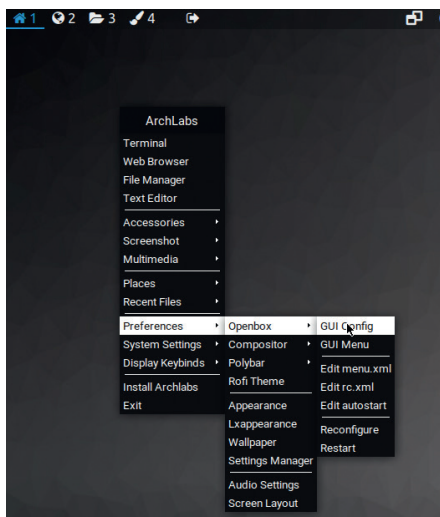 1 2 3 4
ArchLabs
Terminal
Web Browser
File Manager
Text Editor
Accessories
Screenshot
Multimedia
Places
Recent Files
Preferences
System Settings
Display Keybinds
Install Archlabs
Exit
Openbox
Compositor
Polybar
Rofi Theme
Appearance
Lxappearance
Wallpaper
Settings Manager
Audio Settings
Screen Layout
GUI Config
GUI Menu
Edit menu.xml
Edit rc.xml
Edit autostart
Reconfigure
Restart